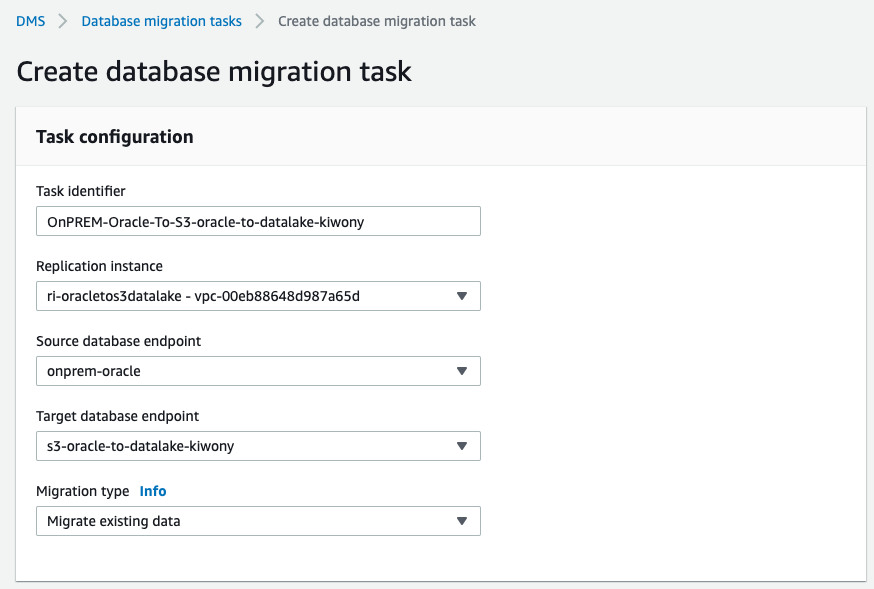 DMS > Database migration tasks > Create database migration task
Create database migration task
Task configuration
Task identifier
OnPREM-Oracle-To-S3-oracle-to-datalake-kiwony
Replication instance
ri-oracletos3datalake - vpc-00eb88648d987a65d
Source database endpoint
onprem-oracle
Target database endpoint
s3-oracle-to-datalake-kiwony
Migration type Info
Migrate existing data